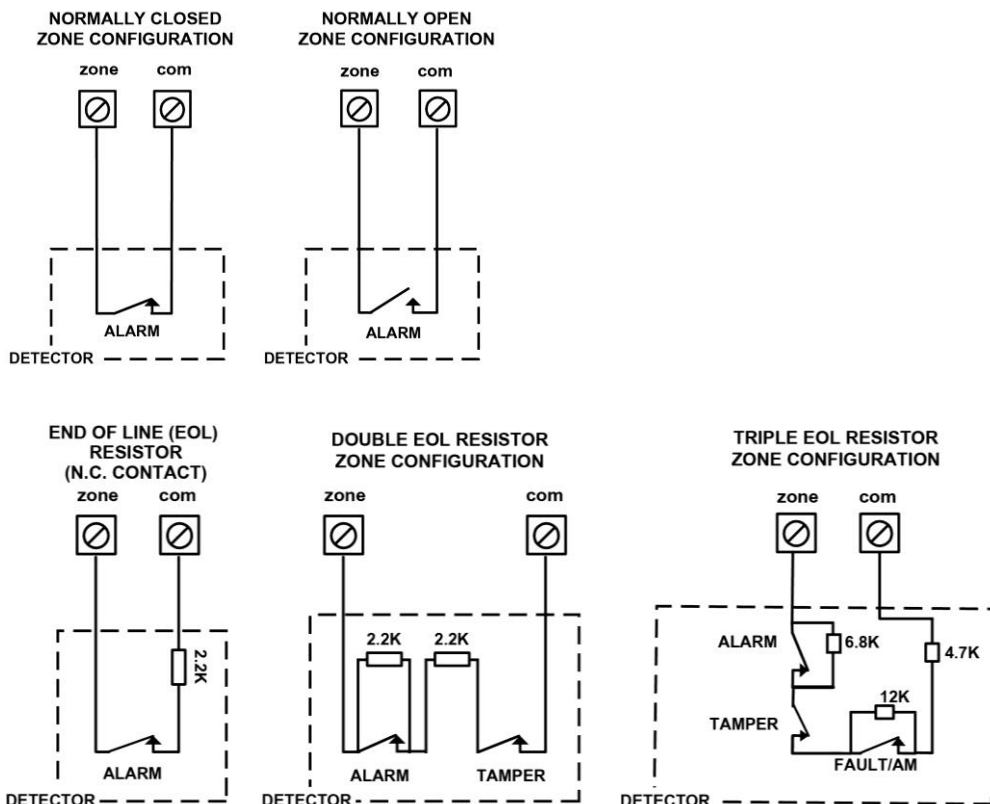 NORMALLY CLOSED
ZONE CONFIGURATION
zone com
ALARM
DETECTOR
NORMALLY OPEN
ZONE CONFIGURATION
zone com
ALARM
DETECTOR
END OF LINE (EOL)
RESISTOR
(N.C. CONTACT)
zone com
2.2K
ALARM
DETECTOR
DOUBLE EOL RESISTOR
ZONE CONFIGURATION
zone com
2.2K 2.2K
ALARM TAMPER
DETECTOR
TRIPLE EOL RESISTOR
ZONE CONFIGURATION
zone com
ALARM 6.8K 4.7K
12K
TAMPER
FAULT/AM
DETECTOR